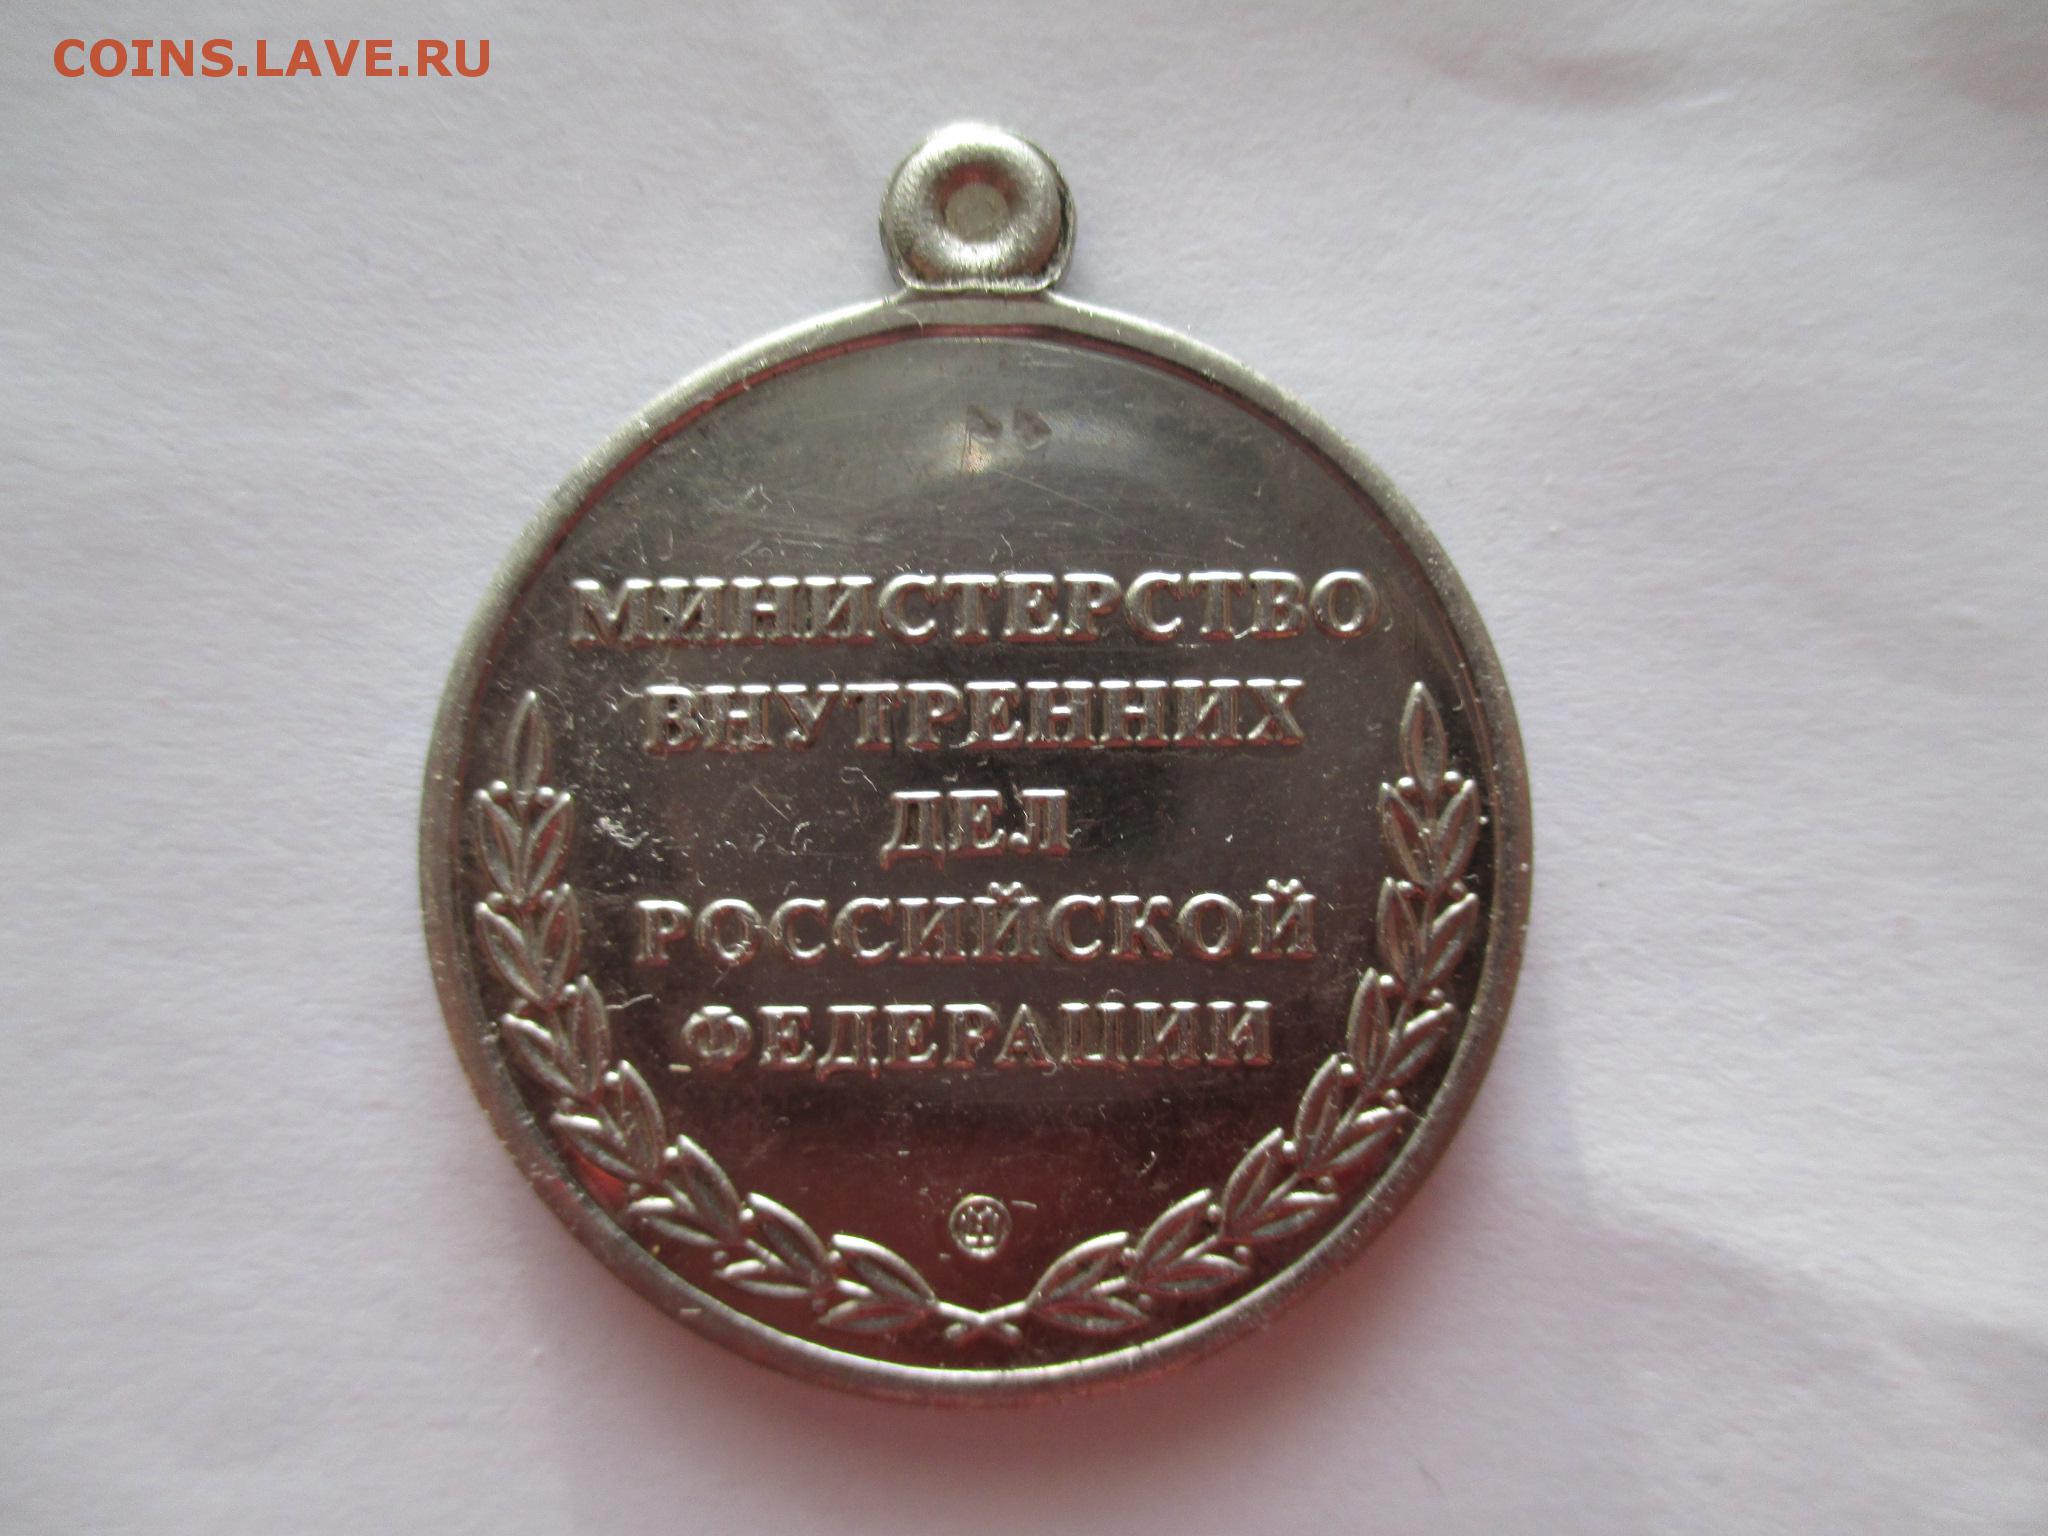 COINS.LAVE.RU
МИНИСТЕРСТВО
ВНУТРЕННИХ
ДЕЛ
РОССИЙСКОЙ
ФЕДЕРАЦИИ